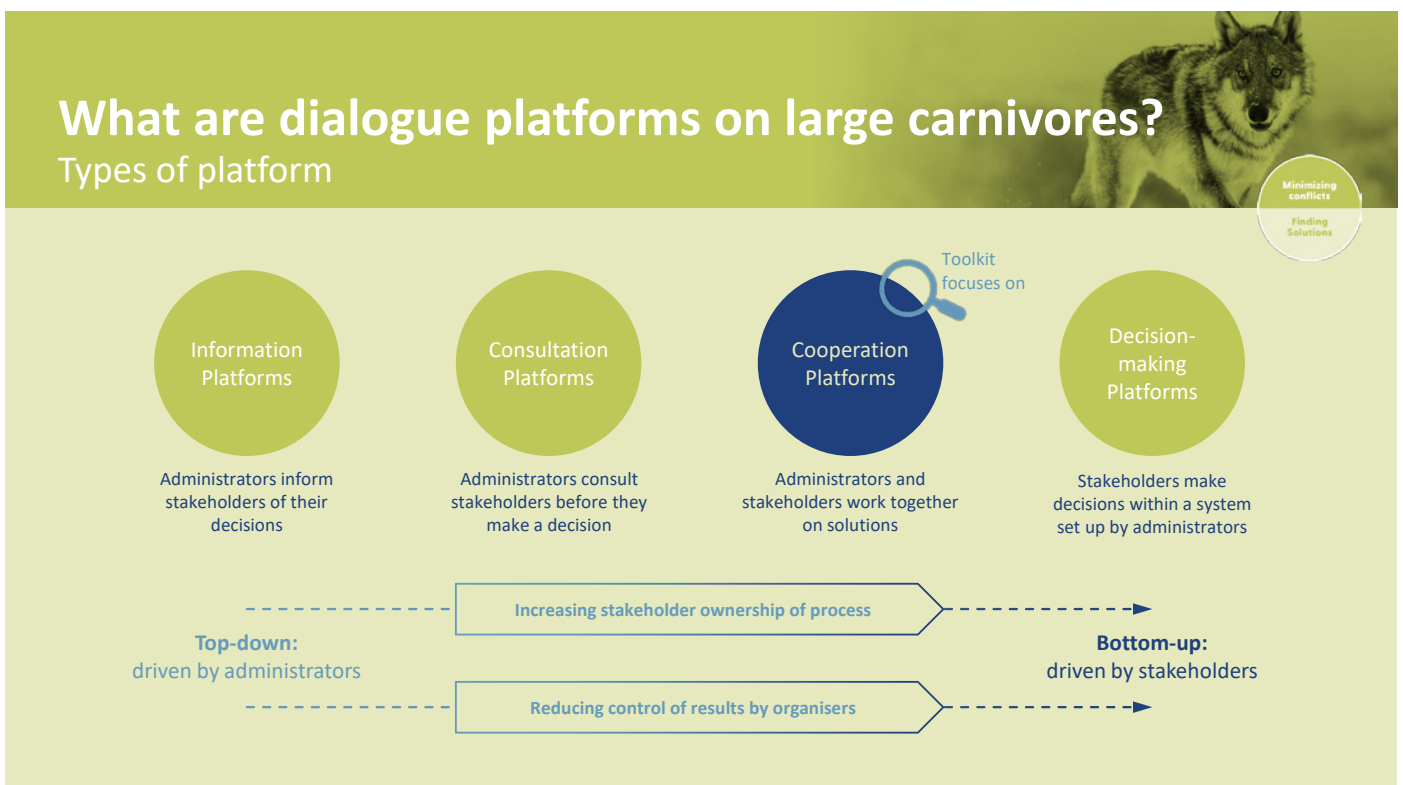 What are dialogue platforms on large carnivores?
Types of platform
Minimizing
conflicts
Finding
Solutions
Toolkit
focuses on
Information
Platforms
Consultation
Platforms
Cooperation
Platforms
Decision-
making
Platforms
Administrators inform
stakeholders of their
decisions
Administrators consult
stakeholders before they
make a decision
Administrators and
stakeholders work together
on solutions
Stakeholders make
decisions within a system
set up by administrators
Increasing stakeholder ownership of process
Top-down:
driven by administrators
Bottom-up:
driven by stakeholders
Reducing control of results by organisers